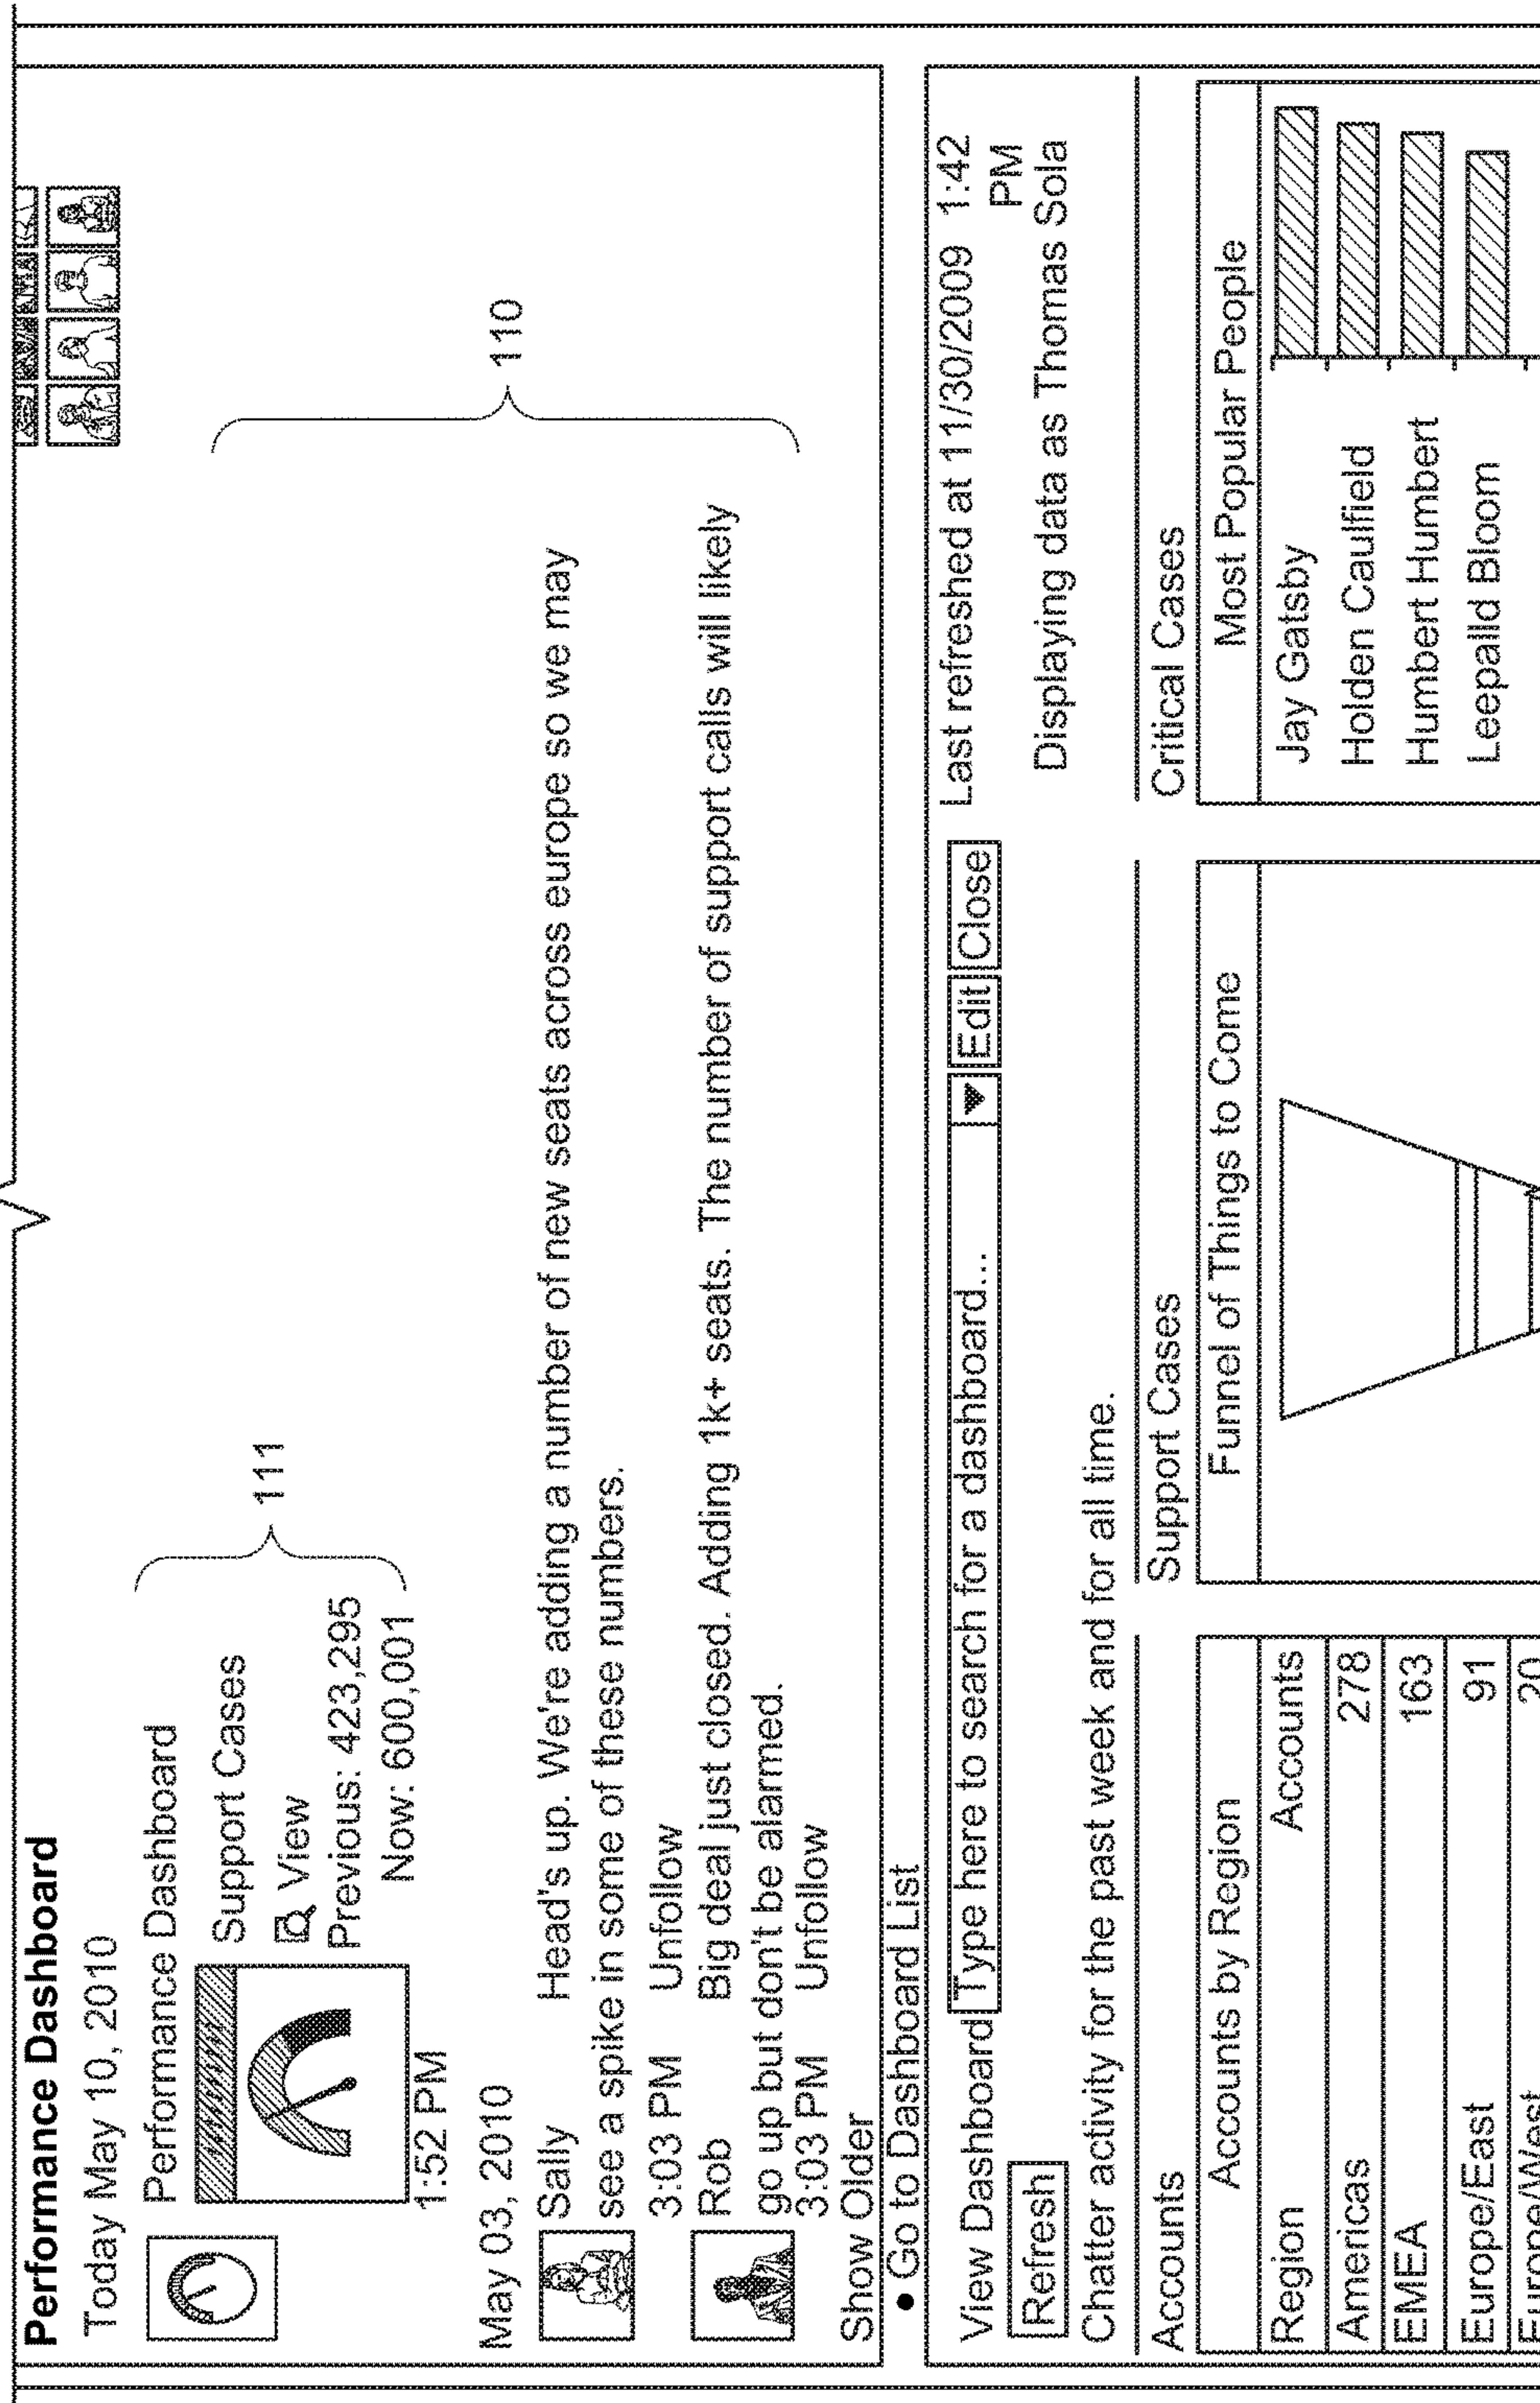 Performance Dashboard
Today May 10, 2010
Performance Dashboard
Support Cases
View
Previous: 423,295
Now: 600,001
1:52 PM
111
May 03, 2010
Sally Head's up. We're adding a number of new seats across europe so we may
see a spike in some of these numbers.
3:03 PM Unfollow
Rob Big deal just closed. Adding 1k+ seats. The number of support calls will likely
go up but don't be alarmed.
3:03 PM Unfollow
110
Show Older
• Go to Dashboard List
View Dashboard Type here to search for a dashboard... Edit Close
Last refreshed at 11/30/2009 1:42
PM
Refresh
Displaying data as Thomas Sola
Chatter activity for the past week and for all time.
Accounts
Accounts by Region
Region Accounts
Americas 278
EMEA 163
Europe/East 91
Europe/West 20
Support Cases
Funnel of Things to Come
Critical Cases
Most Popular People
Jay Gatsby
Holden Caulfield
Humbert Humbert
Leepalid Bloom